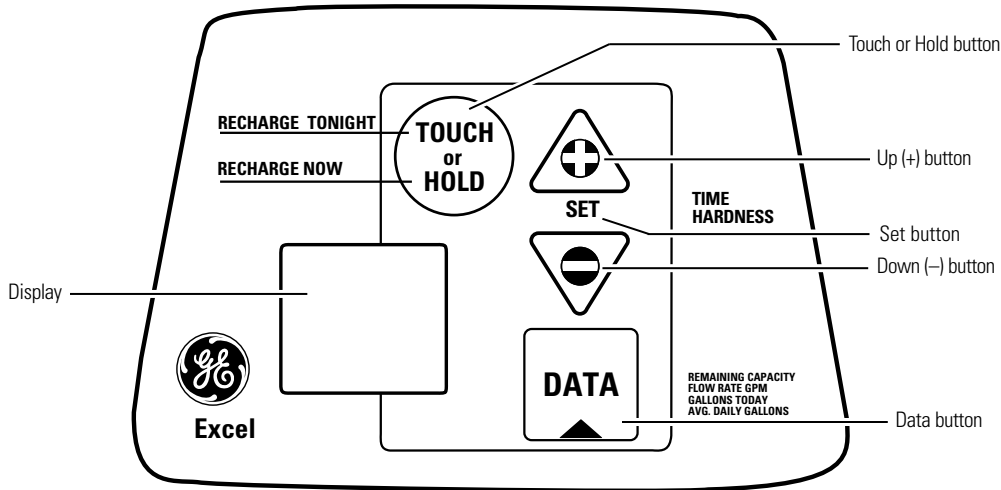 Touch or Hold button
RECHARGE TONIGHT
TOUCH
or
HOLD
RECHARGE NOW
Up (+) button
SET
TIME
HARDNESS
Set button
Down (–) button
Display
GE
Excel
DATA
REMAINING CAPACITY
FLOW RATE GPM
GALLONS TODAY
AVG. DAILY GALLONS
Data button